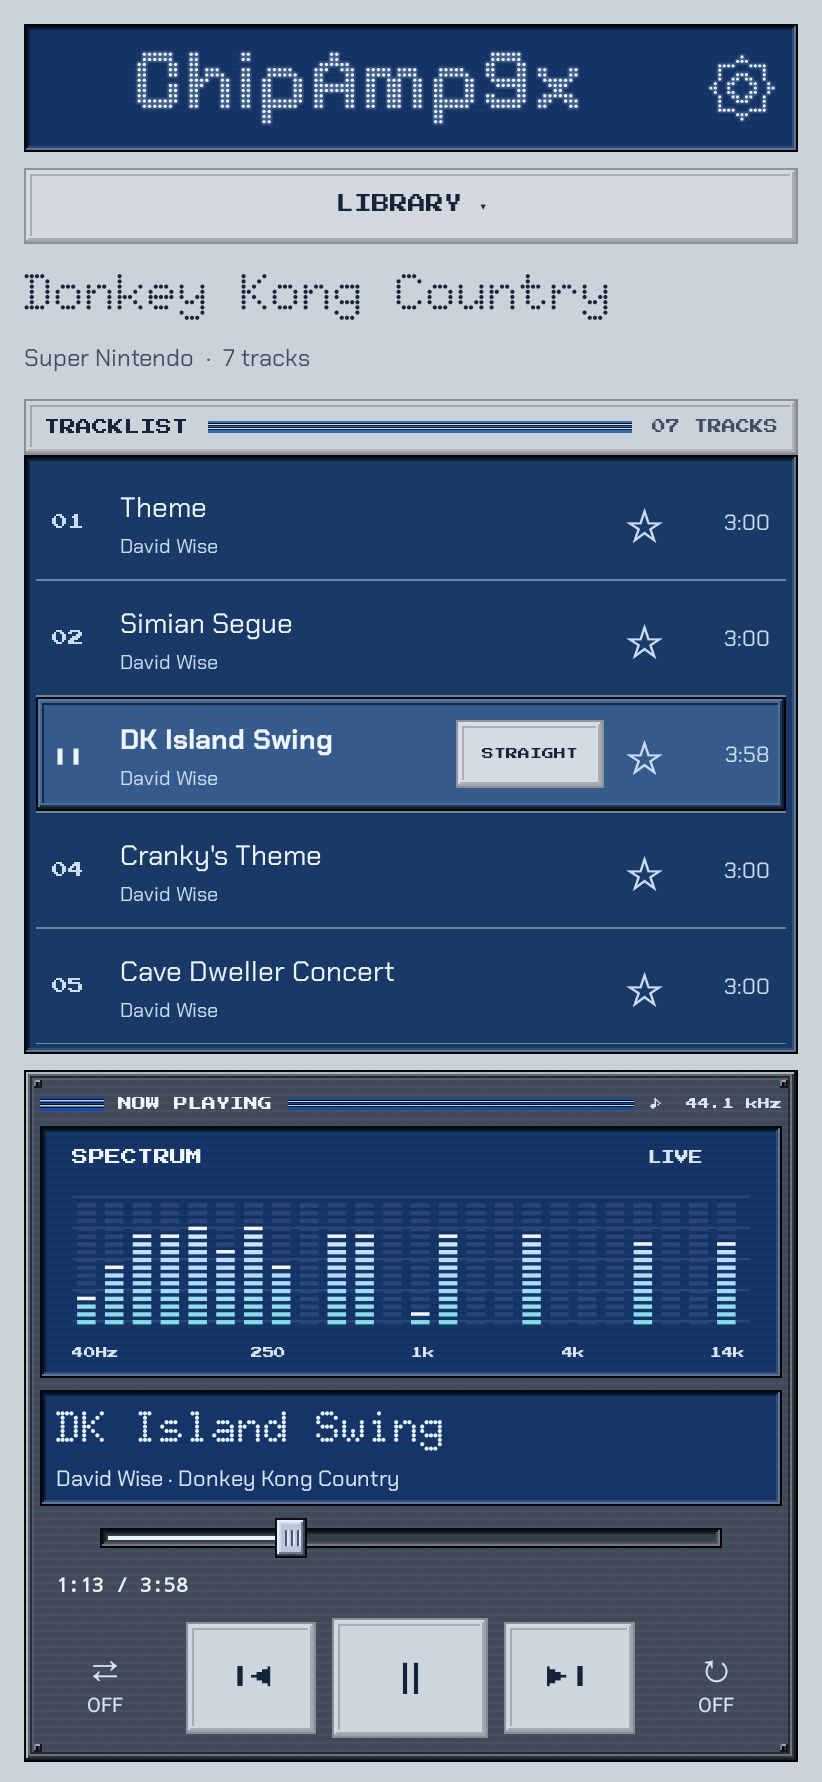 ChipAmp9x
LIBRARY ▾
Donkey Kong Country
Super Nintendo · 7 tracks
TRACKLIST 07 TRACKS
01 Theme 3:00
David Wise
02 Simian Segue 3:00
David Wise
DK Island Swing STRAIGHT 3:58
David Wise
04 Cranky's Theme 3:00
David Wise
05 Cave Dweller Concert 3:00
David Wise
NOW PLAYING ♪ 44.1 kHz
SPECTRUM LIVE
40Hz 250 1k 4k 14k
DK Island Swing
David Wise · Donkey Kong Country
1:13 / 3:58
OFF OFF